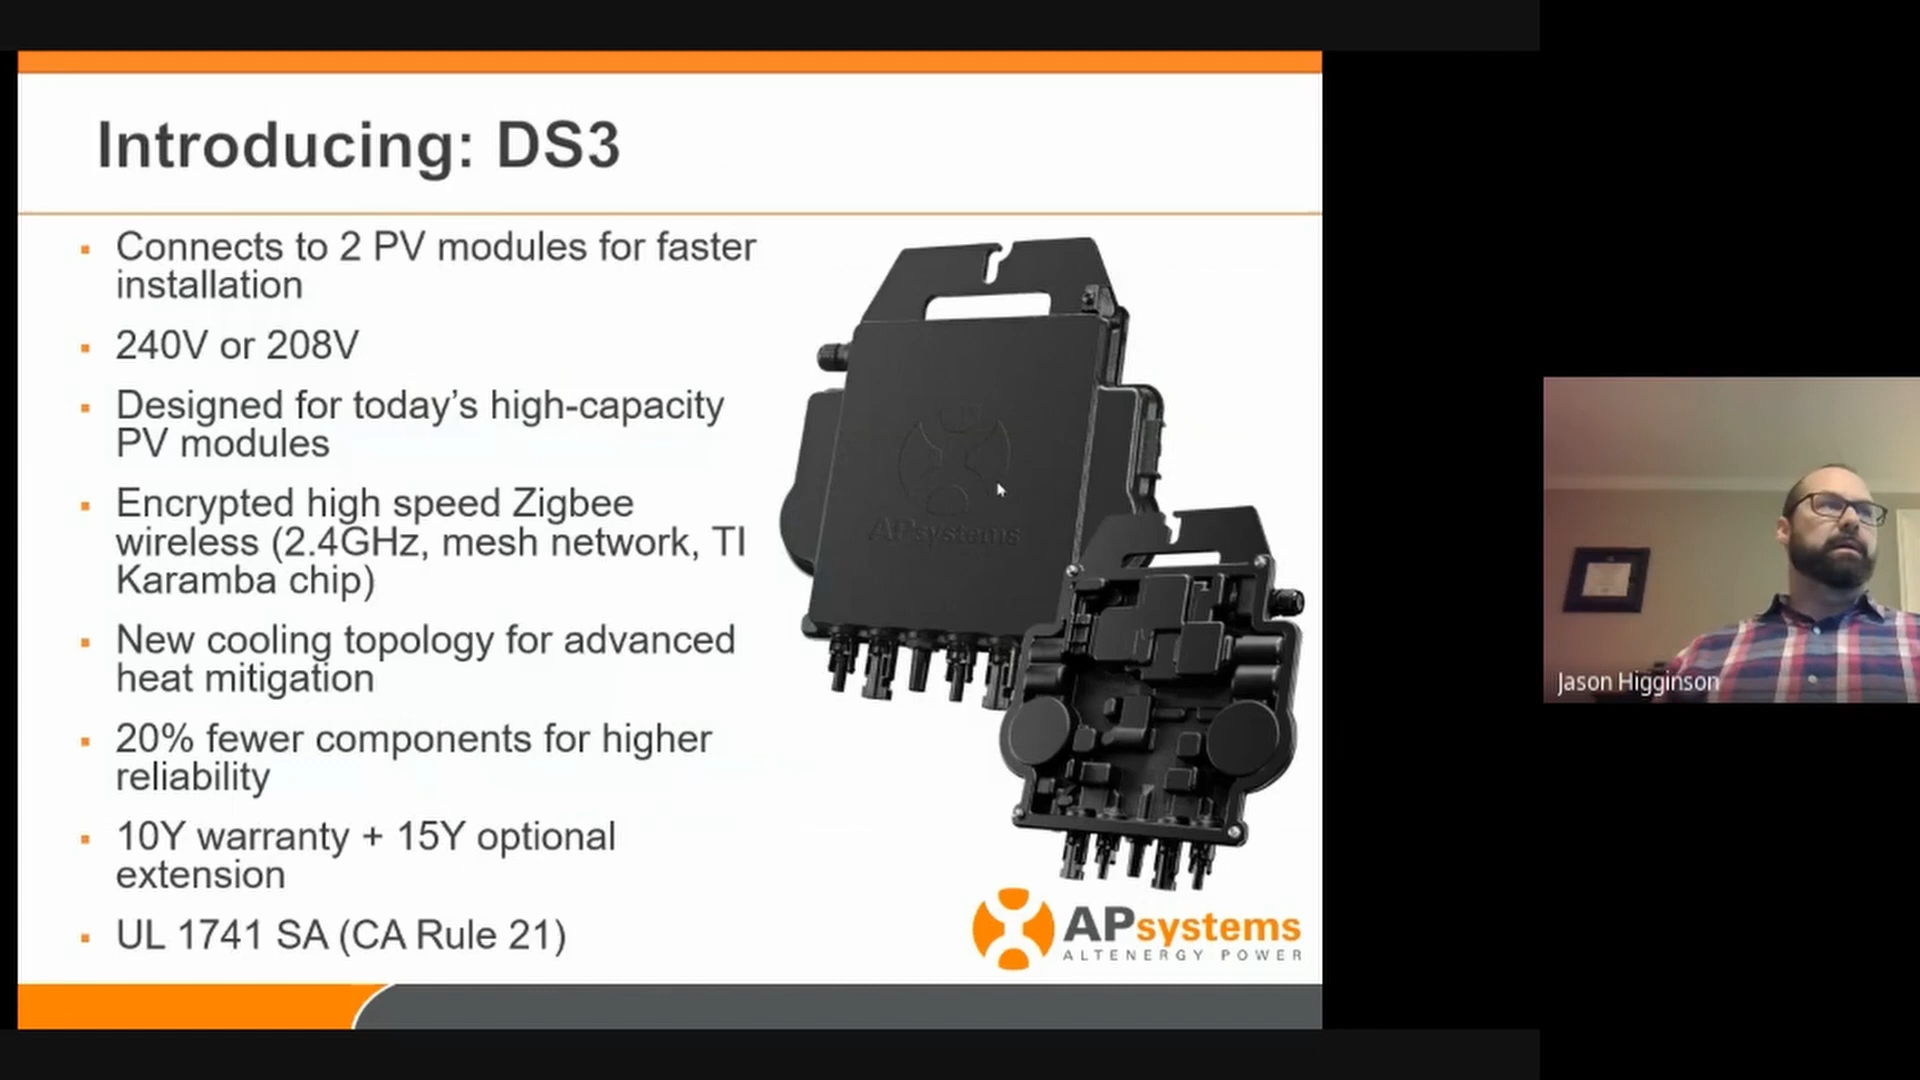 Introducing: DS3
Connects to 2 PV modules for faster
installation
240V or 208V
Designed for today’s high-capacity
PV modules
Encrypted high speed Zigbee
wireless (2.4GHz, mesh network, TI
Karamba chip)
New cooling topology for advanced
heat mitigation
20% fewer components for higher
reliability
10Y warranty + 15Y optional
extension
UL 1741 SA (CA Rule 21)
APsystems
APsystems
ALTENERGY POWER
Jason Higginson